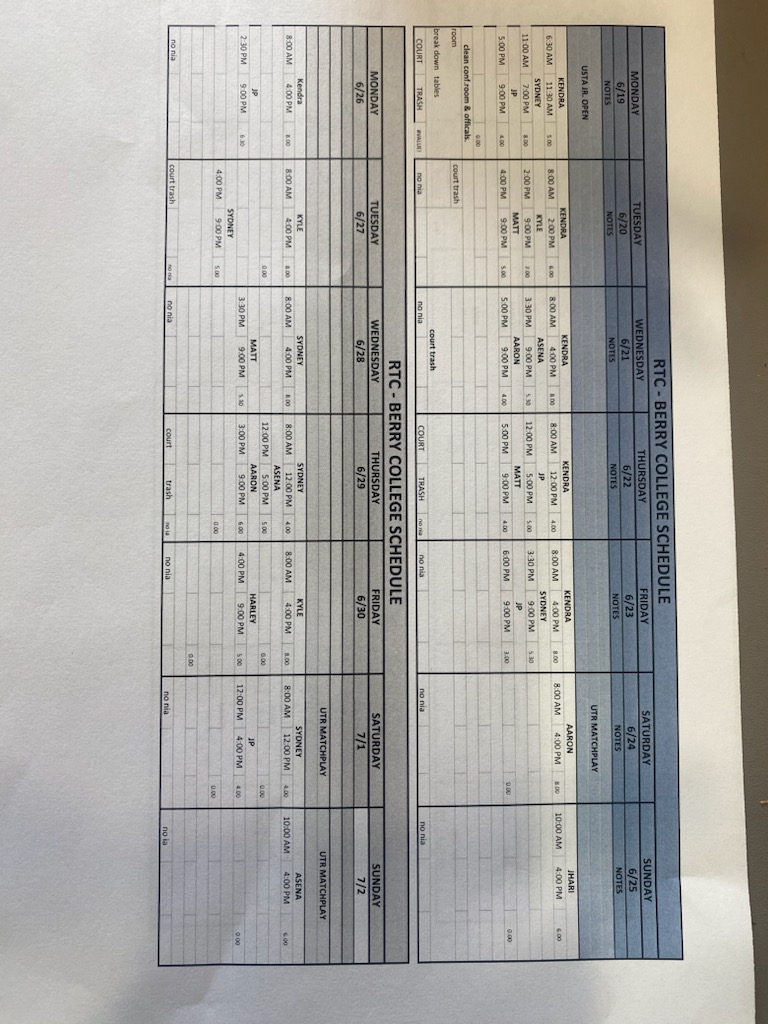 RTC - BERRY COLLEGE SCHEDULE
MONDAY TUESDAY WEDNESDAY THURSDAY FRIDAY SATURDAY SUNDAY
6/19 6/20 6/21 6/22 6/23 6/24 6/25
NOTES NOTES NOTES NOTES NOTES NOTES NOTES
USTA JR. OPEN UTR MATCHPLAY
KENDRA KENDRA KENDRA KENDRA KENDRA AARON JHARI
6:30 AM 11:30 AM 5.00 8:00 AM 2:00 PM 6.00 8:00 AM 4:00 PM 8.00 8:00 AM 12:00 PM 4.00 8:00 AM 4:00 PM 8.00 8:00 AM 4:00 PM 8.00 10:00 AM 4:00 PM 6.00
SYDNEY KYLE ASENA JP SYDNEY
11:00 AM 7:00 PM 8.00 2:00 PM 9:00 PM 7.00 3:30 PM 9:00 PM 5.30 12:00 PM 5:00 PM 5.00 3:30 PM 9:00 PM 5.30
JP MATT AARON MATT JP
5:00 PM 9:00 PM 4.00 4:00 PM 9:00 PM 5.00 5:00 PM 9:00 PM 4.00 5:00 PM 9:00 PM 4.00 6:00 PM 9:00 PM 3.00 0.00 0.00
0.00
clean conf.room & officals.
room court trash
break down tables court trash
COURT TRASH #VALUE! no nia no nia COURT TRASH no nia no nia no nia no nia
RTC - BERRY COLLEGE SCHEDULE
MONDAY TUESDAY WEDNESDAY THURSDAY FRIDAY SATURDAY SUNDAY
6/26 6/27 6/28 6/29 6/30 7/1 7/2
UTR MATCHPLAY UTR MATCHPLAY
Kendra KYLE SYDNEY SYDNEY KYLE SYDNEY ASENA
8:00 AM 4:00 PM 8.00 8:00 AM 4:00 PM 8.00 8:00 AM 4:00 PM 8.00 8:00 AM 12:00 PM 4.00 8:00 AM 4:00 PM 8.00 8:00 AM 12:00 PM 4.00 10:00 AM 4:00 PM 6.00
ASENA
0.00 12:00 PM 5:00 PM 5.00 0.00 0.00
JP MATT AARON HARLEY JP
2:30 PM 9:00 PM 6.30 3:30 PM 9:00 PM 5.30 3:00 PM 9:00 PM 6.00 4:00 PM 9:00 PM 5.00 12:00 PM 4:00 PM 4.00 0.00
SYDNEY
4:00 PM 9:00 PM 5.00 0.00 0.00
0.00
no nia court trash no nia no nia court trash no ia no nia no nia no ia